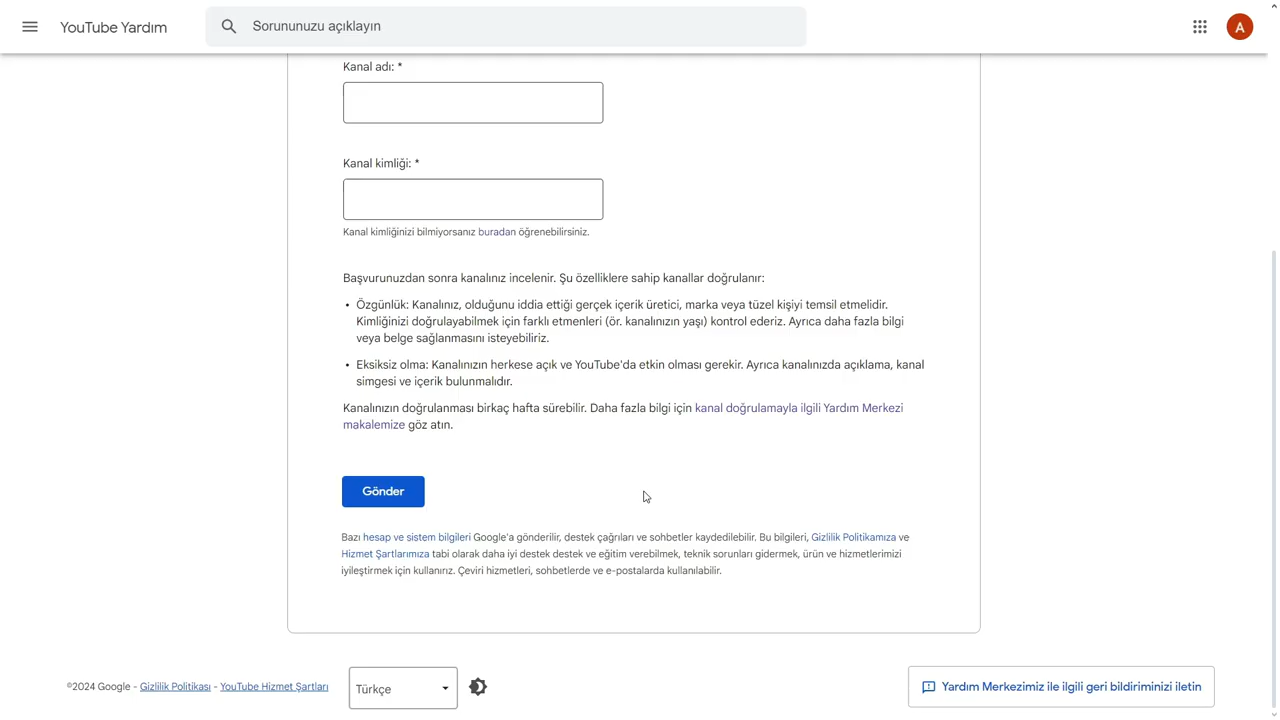 YouTube Yardım
Sorununuzu açıklayın
A
Kanal adı: *
Kanal kimliği: *
Kanal kimliğinizi bilmiyorsanız buradan öğrenebilirsiniz.
Başvurunuzdan sonra kanalınız incelenir. Şu özelliklere sahip kanallar doğrulanır:
• Özgünlük: Kanalınız, olduğunu iddia ettiği gerçek içerik üretici, marka veya tüzel kişiyi temsil etmelidir.
Kimliğinizi doğrulayabilmek için farklı etmenleri (ör. kanalınızın yaşı) kontrol ederiz. Ayrıca daha fazla bilgi
veya belge sağlanmasını isteyebiliriz.
• Eksiksiz olma: Kanalınızın herkese açık ve YouTube'da etkin olması gerekir. Ayrıca kanalınızda açıklama, kanal
simgesi ve içerik bulunmalıdır.
Kanalınızın doğrulanması birkaç hafta sürebilir. Daha fazla bilgi için kanal doğrulamayla ilgili Yardım Merkezi
makalemize göz atın.
Gönder
Bazı hesap ve sistem bilgileri Google'a gönderilir, destek çağrıları ve sohbetler kaydedilebilir. Bu bilgileri, Gizlilik Politikamıza ve
Hizmet Şartlarımıza tabi olarak daha iyi destek destek ve eğitim verebilmek, teknik sorunları gidermek, ürün ve hizmetlerimizi
iyileştirmek için kullanırız. Çeviri hizmetleri, sohbetlerde ve e-postalarda kullanılabilir.
©2024 Google - Gizlilik Politikası - YouTube Hizmet Şartları
Türkçe
Yardım Merkezimiz ile ilgili geri bildiriminizi iletin